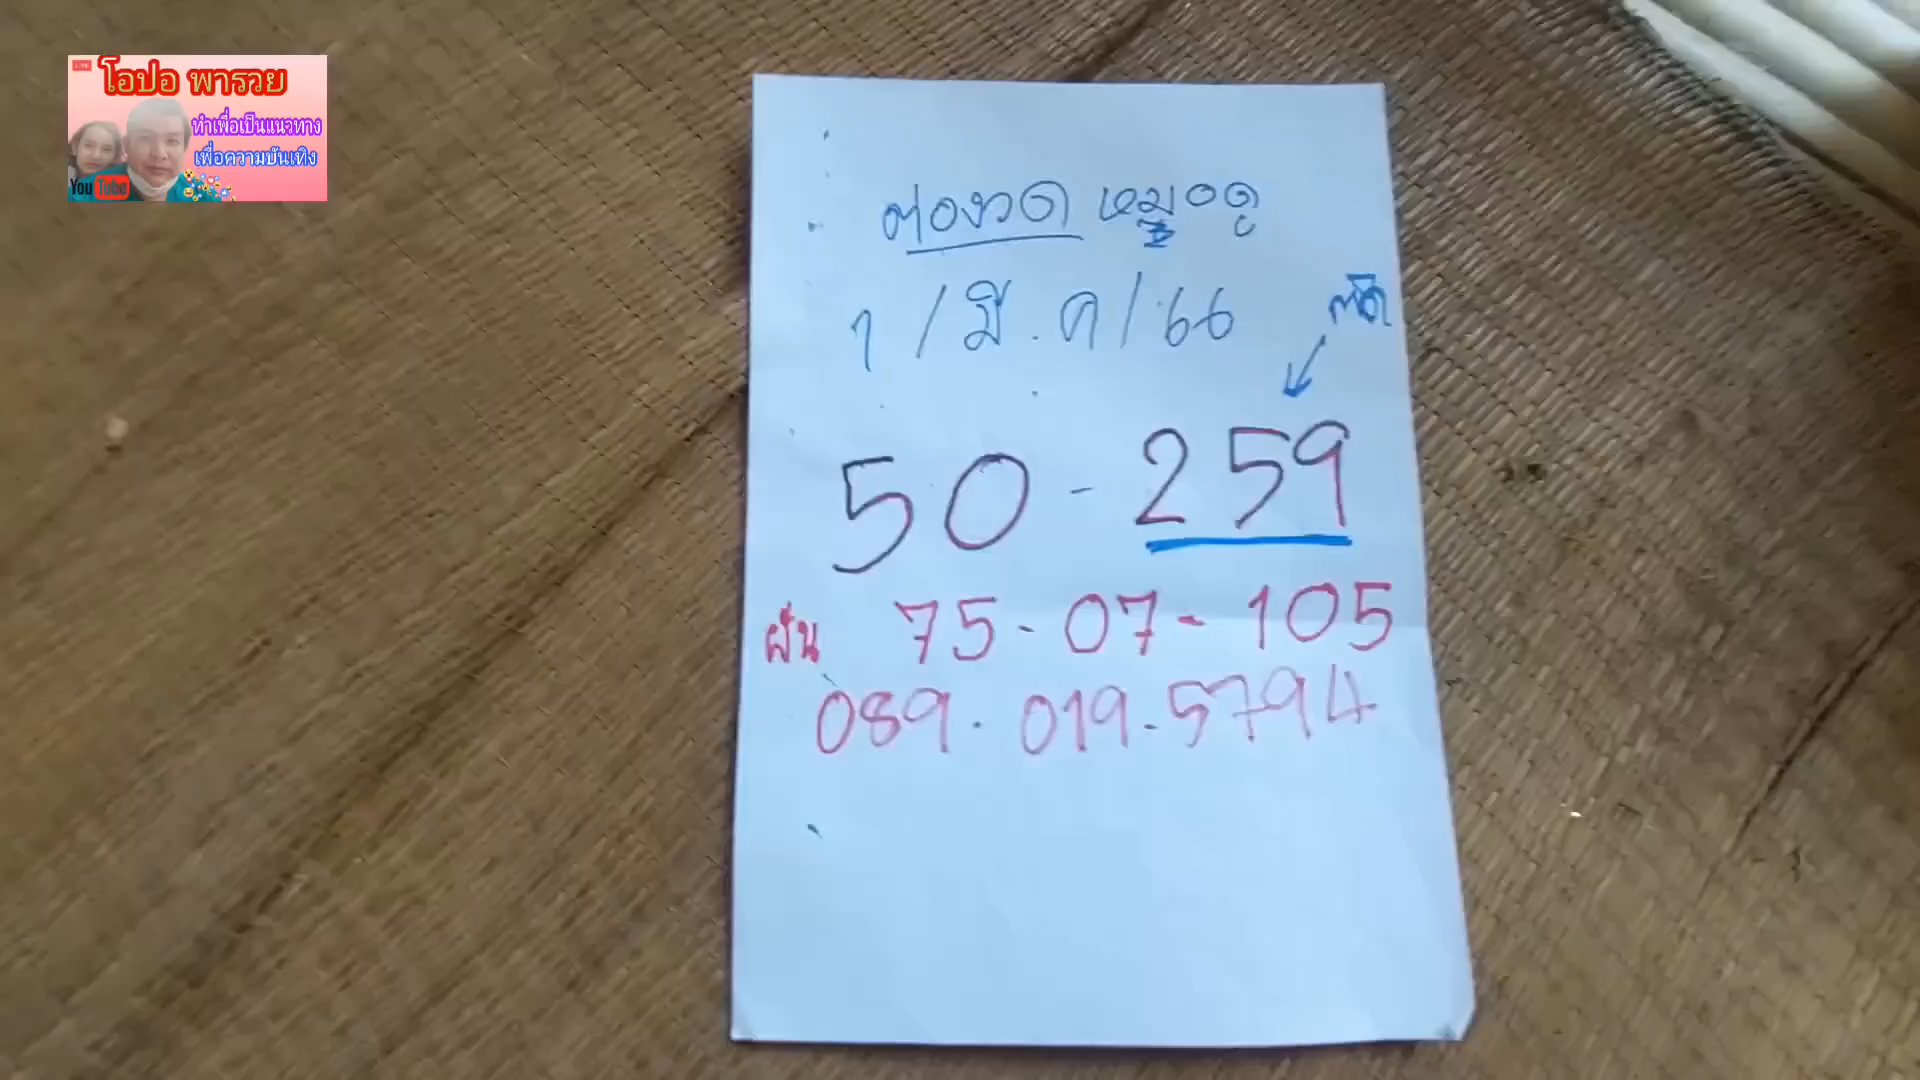 LIVE
โอปอ พารวย
ทำเพื่อเป็นแนวทาง
เพื่อความบันเทิง
YouTube
ต่องวด หมอดู
1 / มี.ค / 66
50 - 259
ฝัน 75 - 07 - 105
089. 019. 5794